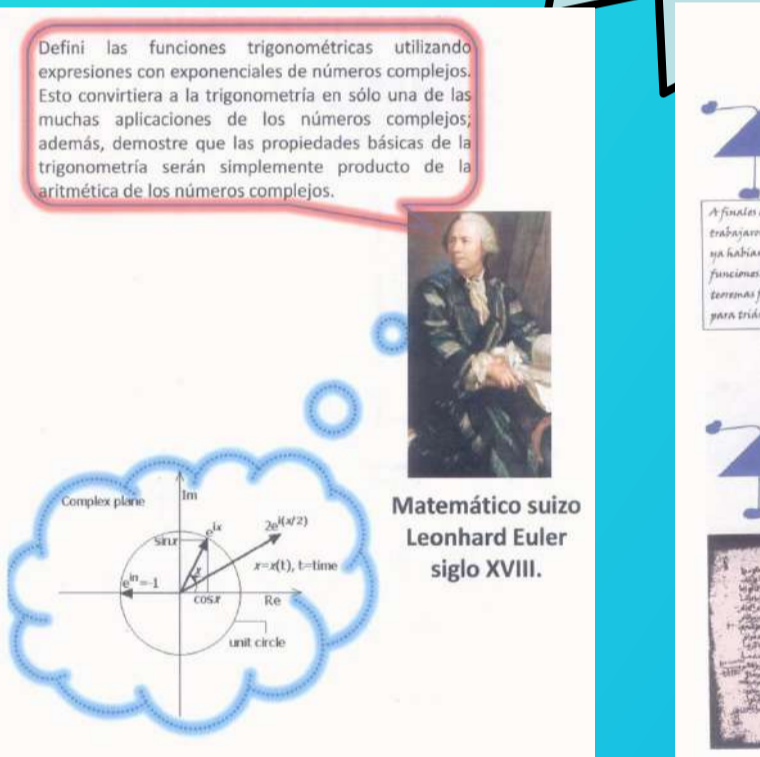 Defini las funciones trigonométricas utilizando
expresiones con exponenciales de números complejos.
Esto convirtiera a la trigonometría en sólo una de las
muchas aplicaciones de los números complejos;
además, demostre que las propiedades básicas de la
trigonometría serán simplemente producto de la
aritmética de los números complejos.
Matemático suizo
Leonhard Euler
siglo XVIII.
Complex plane
Im
sinx
e^ix
2e^i(x/2)
x
x=x(t), t=time
e^iπ=-1
cosx
Re
unit circle
A finales
trabajaro
ya habían
funciones
teoremas
para